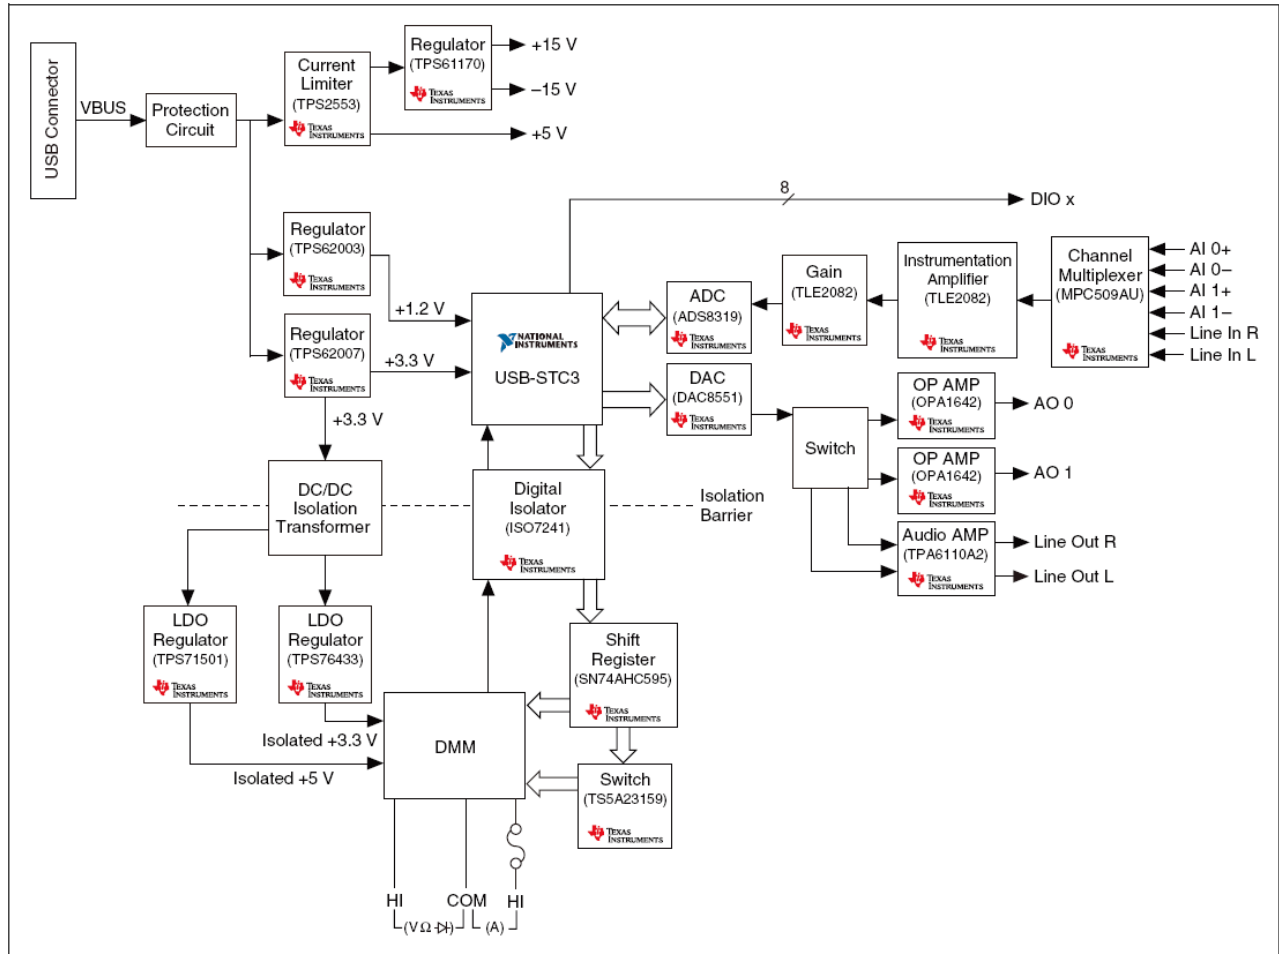 USB Connector
VBUS
Protection
Circuit
Current
Limiter
(TPS2553)
TEXAS
INSTRUMENTS
Regulator
(TPS61170)
TEXAS
INSTRUMENTS
+15 V
–15 V
+5 V
Regulator
(TPS62003)
TEXAS
INSTRUMENTS
+1.2 V
Regulator
(TPS62007)
TEXAS
INSTRUMENTS
+3.3 V
+3.3 V
NATIONAL
INSTRUMENTS
USB-STC3
8
DIO x
ADC
(ADS8319)
TEXAS
INSTRUMENTS
Gain
(TLE2082)
TEXAS
INSTRUMENTS
Instrumentation
Amplifier
(TLE2082)
TEXAS
INSTRUMENTS
Channel
Multiplexer
(MPC509AU)
TEXAS
INSTRUMENTS
AI 0+
AI 0–
AI 1+
AI 1–
Line In R
Line In L
DAC
(DAC8551)
TEXAS
INSTRUMENTS
Switch
OP AMP
(OPA1642)
TEXAS
INSTRUMENTS
AO 0
OP AMP
(OPA1642)
TEXAS
INSTRUMENTS
AO 1
Audio AMP
(TPA6110A2)
TEXAS
INSTRUMENTS
Line Out R
Line Out L
DC/DC
Isolation
Transformer
Digital
Isolator
(ISO7241)
TEXAS
INSTRUMENTS
Isolation
Barrier
LDO
Regulator
(TPS71501)
TEXAS
INSTRUMENTS
LDO
Regulator
(TPS76433)
TEXAS
INSTRUMENTS
Shift
Register
(SN74AHC595)
TEXAS
INSTRUMENTS
Isolated +3.3 V
Isolated +5 V
DMM
Switch
(TS5A23159)
TEXAS
INSTRUMENTS
HI
COM
HI
(V Ω )
(A)